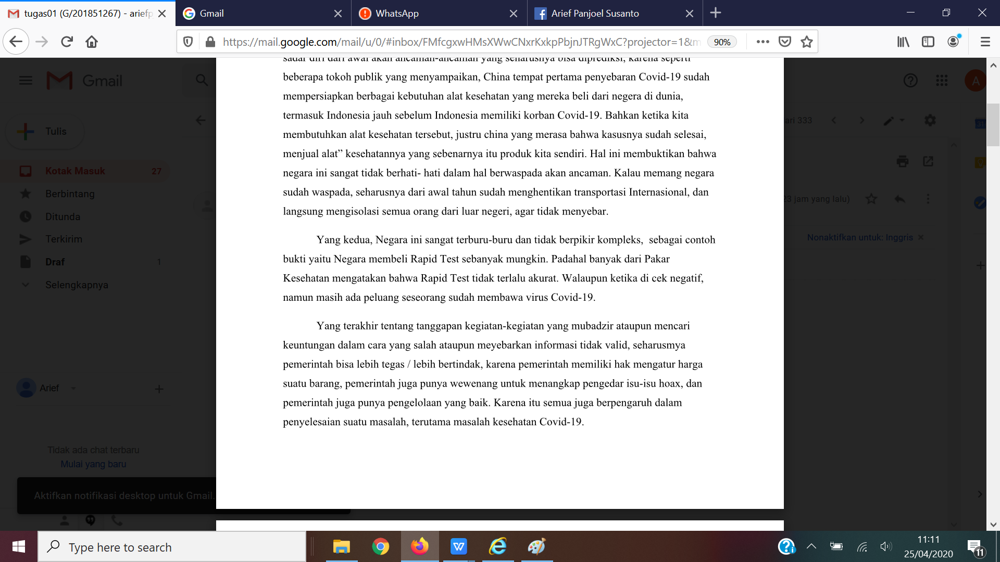 tugas01 (G/201851267) - ariefp
Gmail
WhatsApp
Arief Panjoel Susanto
https://mail.google.com/mail/u/0/#inbox/FMfcgxwHMsXWwCNxrKxkpPbjnJTRgWxC?projector=1&m
90%
Gmail
A
Tulis
ari 333
31
Kotak Masuk 27
Berbintang
Ditunda
23 jam yang lalu)
Terkirim
Nonaktifkan untuk: Inggris
Draf 1
Selengkapnya
Arief
Tidak ada chat terbaru
Mulai yang baru
Aktifkan notifikasi desktop untuk Gmail.
sadar diri dari awal akan ancaman-ancaman yang seharusnya bisa diprediksi, karena seperti
beberapa tokoh publik yang menyampaikan, China tempat pertama penyebaran Covid-19 sudah
mempersiapkan berbagai kebutuhan alat kesehatan yang mereka beli dari negera di dunia,
termasuk Indonesia jauh sebelum Indonesia memiliki korban Covid-19. Bahkan ketika kita
membutuhkan alat kesehatan tersebut, justru china yang merasa bahwa kasusnya sudah selesai,
menjual alat” kesehatannya yang sebenarnya itu produk kita sendiri. Hal ini membuktikan bahwa
negara ini sangat tidak berhati- hati dalam hal berwaspada akan ancaman. Kalau memang negara
sudah waspada, seharusnya dari awal tahun sudah menghentikan transportasi Internasional, dan
langsung mengisolasi semua orang dari luar negeri, agar tidak menyebar.
Yang kedua, Negara ini sangat terburu-buru dan tidak berpikir kompleks,  sebagai contoh
bukti yaitu Negara membeli Rapid Test sebanyak mungkin. Padahal banyak dari Pakar
Kesehatan mengatakan bahwa Rapid Test tidak terlalu akurat. Walaupun ketika di cek negatif,
namun masih ada peluang seseorang sudah membawa virus Covid-19.
Yang terakhir tentang tanggapan kegiatan-kegiatan yang mubadzir ataupun mencari
keuntungan dalam cara yang salah ataupun meyebarkan informasi tidak valid, seharusmya
pemerintah bisa lebih tegas / lebih bertindak, karena pemerintah memiliki hak mengatur harga
suatu barang, pemerintah juga punya wewenang untuk menangkap pengedar isu-isu hoax, dan
pemerintah juga punya pengelolaan yang baik. Karena itu semua juga berpengaruh dalam
penyelesaian suatu masalah, terutama masalah kesehatan Covid-19.
Type here to search
11:11
25/04/2020
11